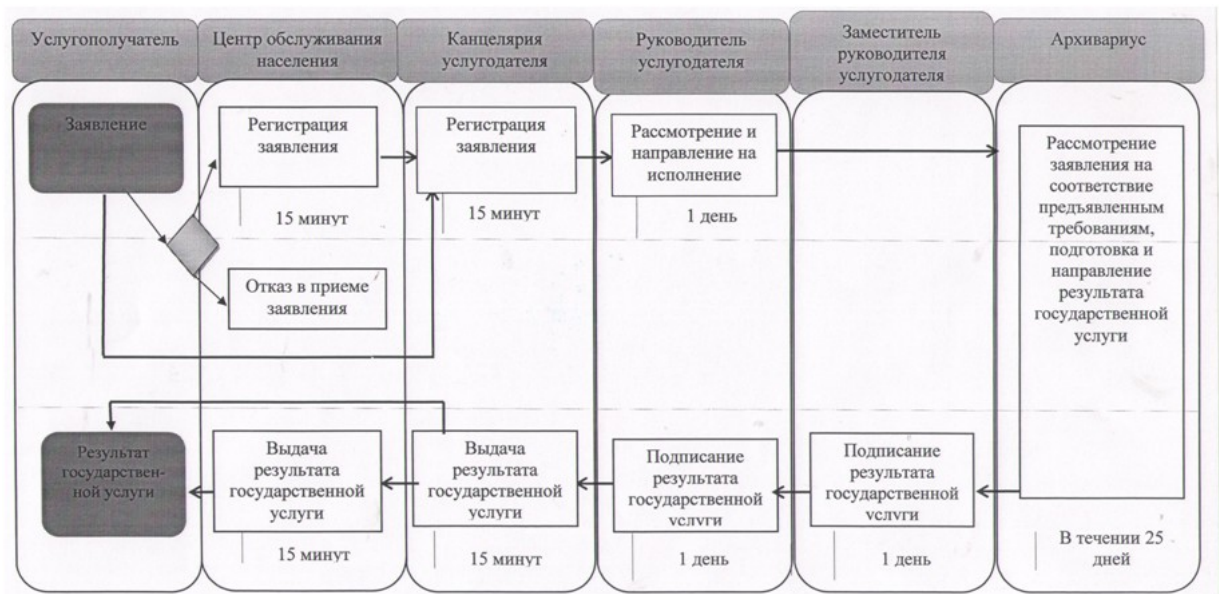 Услугополучатель
Центр обслуживания
населения
Канцелярия
услугодателя
Руководитель
услугодателя
Заместитель
руководителя
услугодателя
Архивариус
Заявление
Регистрация
заявления
15 минут
Отказ в приеме
заявления
Регистрация
заявления
15 минут
Рассмотрение и
направление на
исполнение
1 день
Рассмотрение
заявления на
соответствие
предъявленным
требованиям,
подготовка и
направление
результата
государственной
услуги
В течении 25
дней
Результат
государствен-
ной услуги
Выдача
результата
государственной
услуги
15 минут
Выдача
результата
государственной
услуги
15 минут
Подписание
результата
государственной
услуги
1 день
Подписание
результата
государственной
услуги
1 день